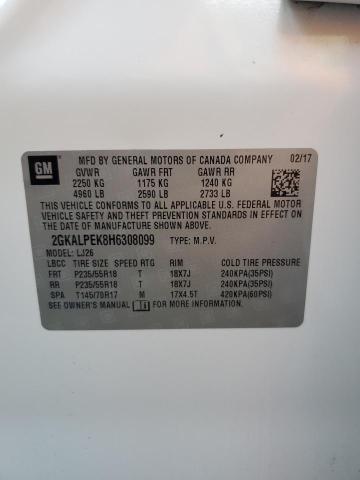 GM
MFD BY GENERAL MOTORS OF CANADA COMPANY 02/17
GVWR GAWR FRT GAWR RR
2250 KG 1175 KG 1240 KG
4960 LB 2590 LB 2733 LB
THIS VEHICLE CONFORMS TO ALL APPLICABLE U.S. FEDERAL MOTOR
VEHICLE SAFETY AND THEFT PREVENTION STANDARDS IN EFFECT ON
THE DATE OF MANUFACTURE SHOWN ABOVE.
2GKALPEK8H6308099 TYPE: M.P.V.
MODEL: LJ26
LBCC TIRE SIZE SPEED RTG RIM COLD TIRE PRESSURE
FRT P235/55R18 T 18X7J 240KPA(35PSI)
RR P235/55R18 T 18X7J 240KPA(35PSI)
SPA T145/70R17 M 17X4.5T 420KPA(60PSI)
SEE OWNER'S MANUAL FOR MORE INFORMATION.